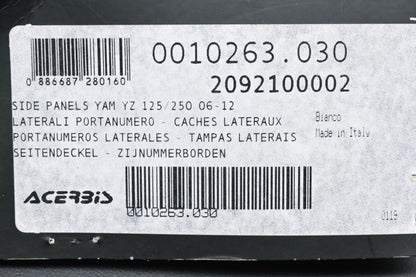 0010263.030
0 886687 280160
2092100002
SIDE PANELS YAM YZ 125/250 06-12
LATERALI PORTANUMERO - CACHES LATERAUX
Bianco
PORTANUMEROS LATERALES - TAMPAS LATERAIS
Made in Italy
SEITENDECKEL - ZIJNUMMERBORDEN
ACERBIS
0010263.030
0119